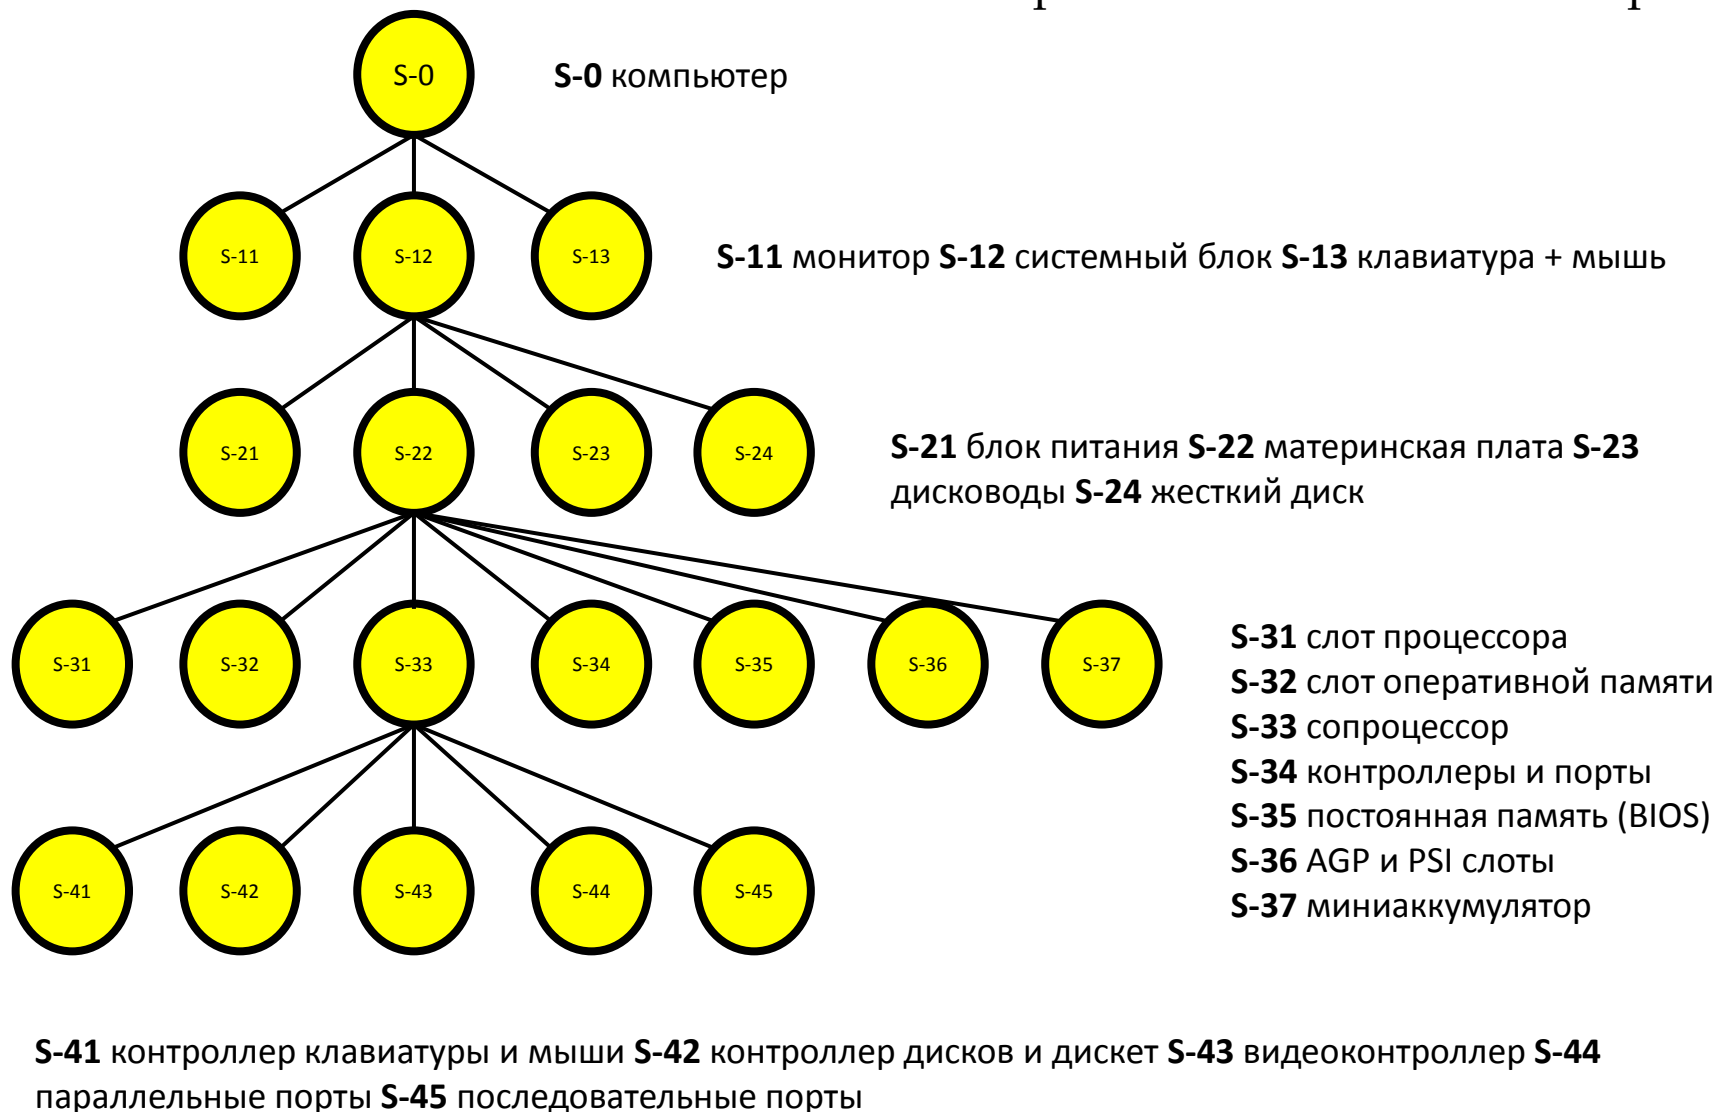 S-0
S-0 компьютер
S-11 S-12 S-13
S-11 монитор S-12 системный блок S-13 клавиатура + мышь
S-21 S-22 S-23 S-24
S-21 блок питания S-22 материнская плата S-23
дисководы S-24 жесткий диск
S-31 S-32 S-33 S-34 S-35 S-36 S-37
S-31 слот процессора
S-32 слот оперативной памяти
S-33 сопроцессор
S-34 контроллеры и порты
S-35 постоянная память (BIOS)
S-36 AGP и PSI слоты
S-37 миниаккумулятор
S-41 S-42 S-43 S-44 S-45
S-41 контроллер клавиатуры и мыши S-42 контроллер дисков и дискет S-43 видеоконтроллер S-44
параллельные порты S-45 последовательные порты